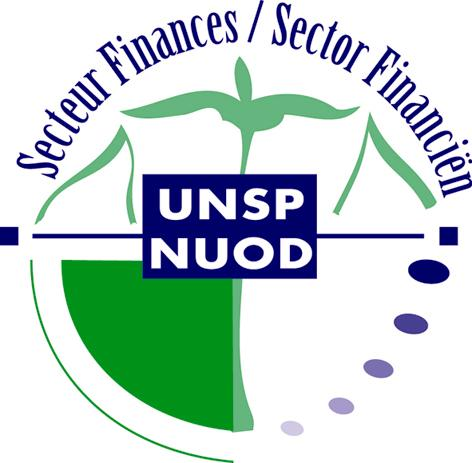 Secteur Finances / Sector Financiën
UNSP
NUOD